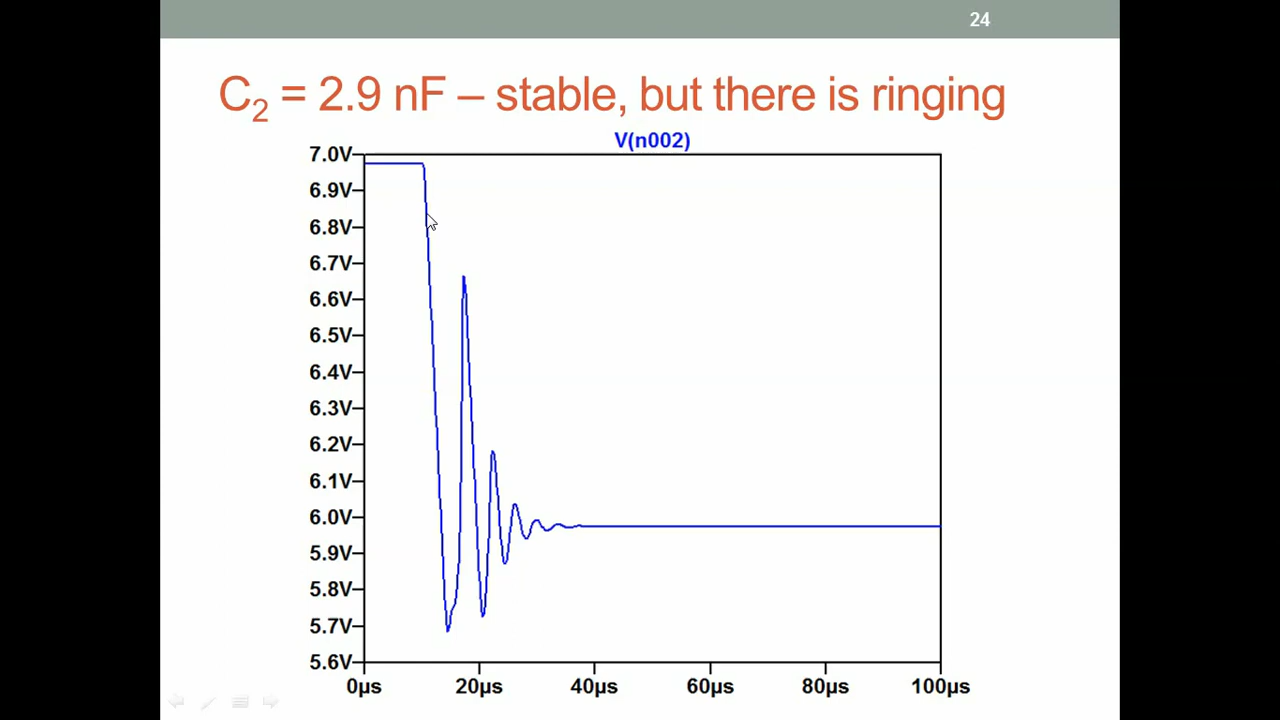 24
C₂ = 2.9 nF – stable, but there is ringing
V(n002)
7.0V
6.9V
6.8V
6.7V
6.6V
6.5V
6.4V
6.3V
6.2V
6.1V
6.0V
5.9V
5.8V
5.7V
5.6V
0µs 20µs 40µs 60µs 80µs 100µs